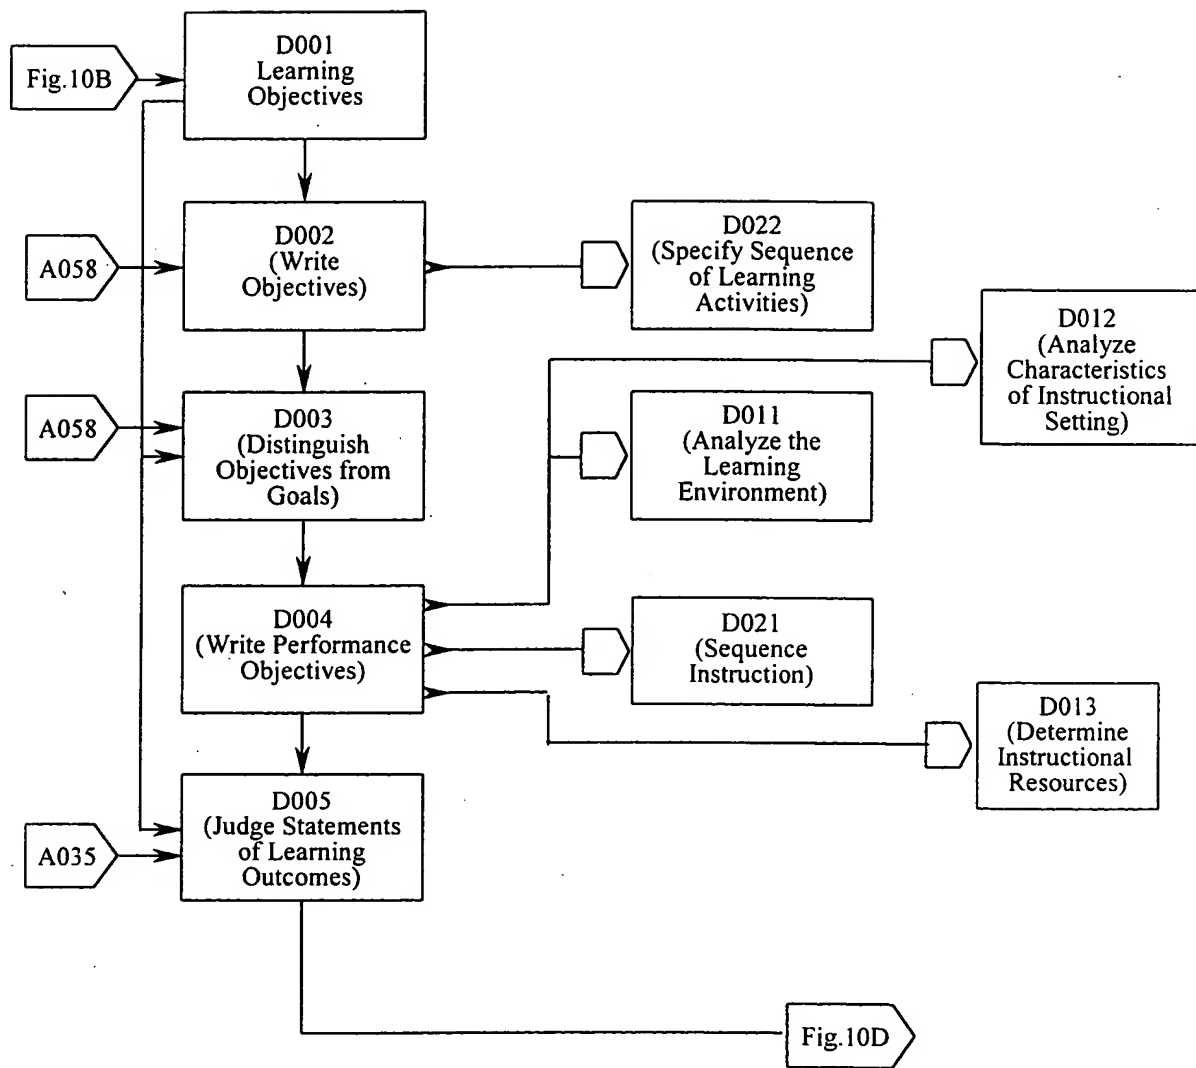 D001
Learning
Objectives
Fig.10B
D002
(Write
Objectives)
A058
D022
(Specify Sequence
of Learning
Activities)
D012
(Analyze
Characteristics
of Instructional
Setting)
D003
(Distinguish
Objectives from
Goals)
A058
D011
(Analyze the
Learning
Environment)
D004
(Write Performance
Objectives)
D021
(Sequence
Instruction)
D013
(Determine
Instructional
Resources)
D005
(Judge Statements
of Learning
Outcomes)
A035
Fig.10D